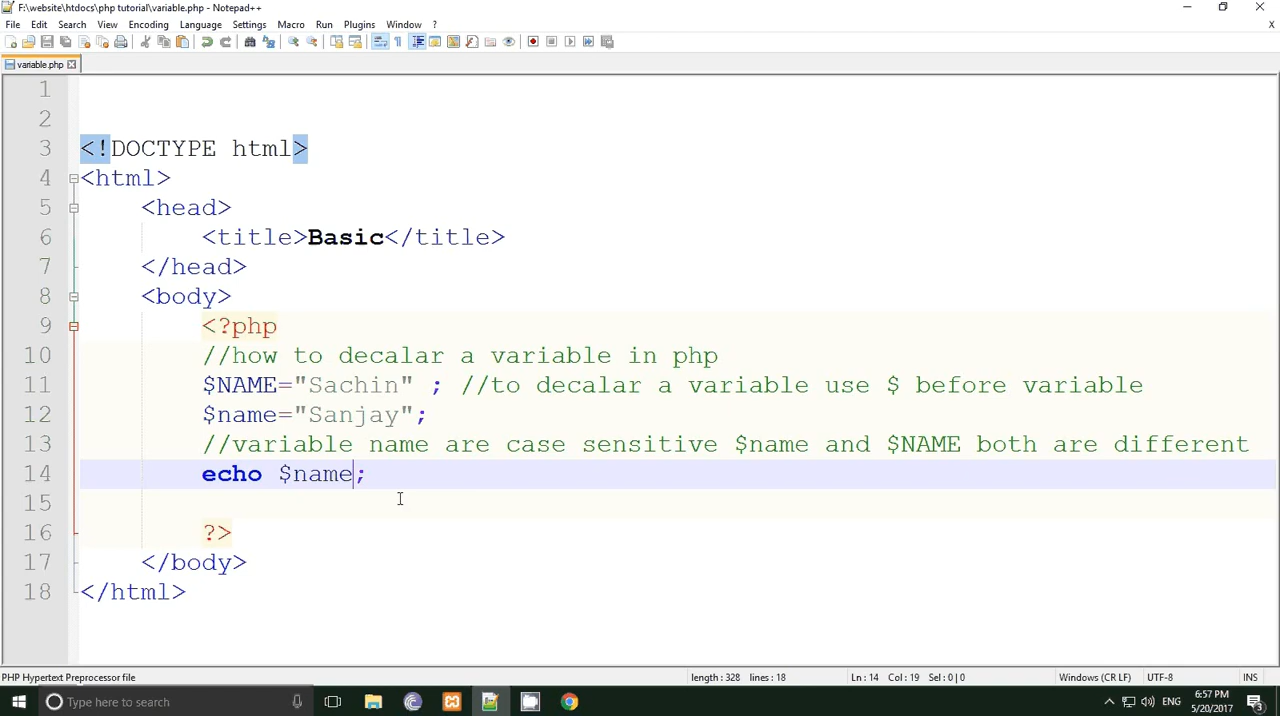 F:\website\htdocs\php tutorial\variable.php - Notepad++
File Edit Search View Encoding Language Settings Macro Run Plugins Window ?
variable.php
1
2
3 <!DOCTYPE html>
4 <html>
5 <head>
6 <title>Basic</title>
7 </head>
8 <body>
9 <?php
10 //how to decalar a variable in php
11 $NAME="Sachin" ; //to decalar a variable use $ before variable
12 $name="Sanjay";
13 //variable name are case sensitive $name and $NAME both are different
14 echo $name;
15
16 ?>
17 </body>
18 </html>
PHP Hypertext Preprocessor file length : 328 lines : 18 Ln : 14 Col : 19 Sel : 0 | 0 Windows (CR LF) UTF-8 INS
Type here to search ENG 6:57 PM
5/20/2017 3